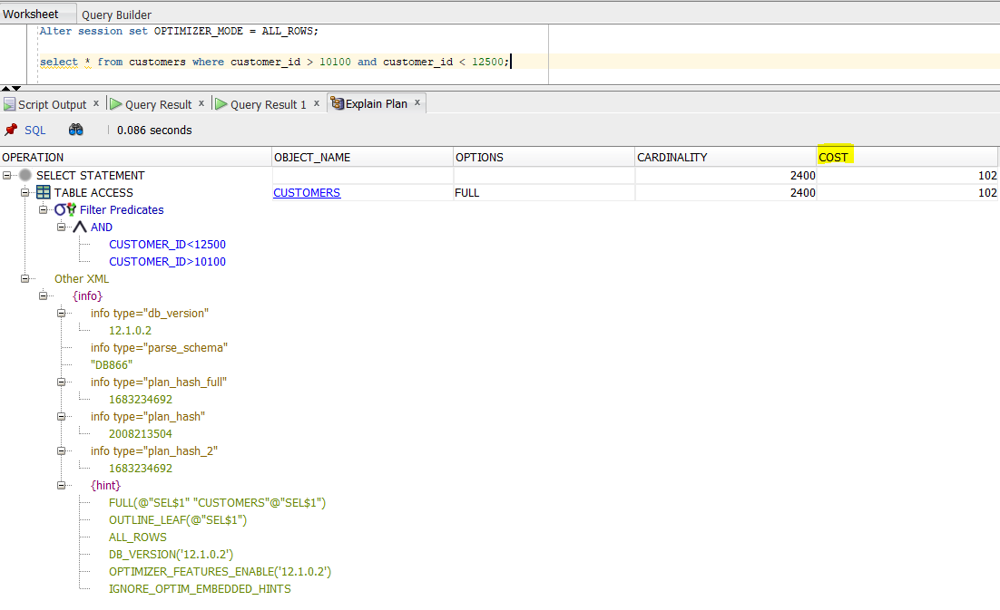 Worksheet Query Builder
Alter session set OPTIMIZER_MODE = ALL_ROWS;
select * from customers where customer_id > 10100 and customer_id < 12500;
Script Output x Query Result x Query Result 1 x Explain Plan x
SQL 0.086 seconds
OPERATION OBJECT_NAME OPTIONS CARDINALITY COST
SELECT STATEMENT 2400 102
TABLE ACCESS CUSTOMERS FULL 2400 102
Filter Predicates
AND
CUSTOMER_ID<12500
CUSTOMER_ID>10100
Other XML
{info}
info type="db_version"
12.1.0.2
info type="parse_schema"
"DB866"
info type="plan_hash_full"
1683234692
info type="plan_hash"
2008213504
info type="plan_hash_2"
1683234692
{hint}
FULL(@"SEL$1" "CUSTOMERS"@"SEL$1")
OUTLINE_LEAF(@"SEL$1")
ALL_ROWS
DB_VERSION('12.1.0.2')
OPTIMIZER_FEATURES_ENABLE('12.1.0.2')
IGNORE_OPTIM_EMBEDDED_HINTS